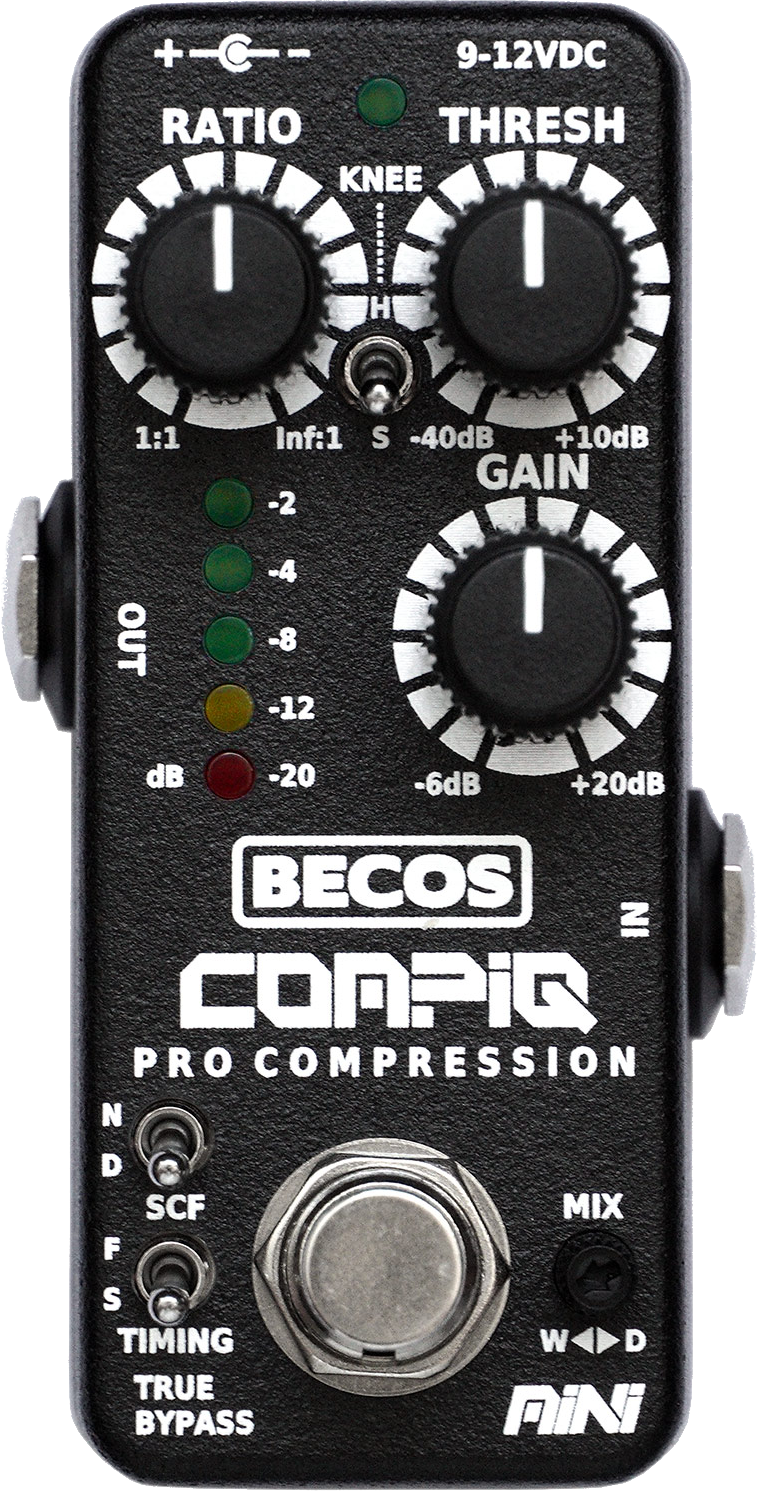 + -
9-12VDC
RATIO
THRESH
KNEE
H
1:1
Inf:1
S
-40dB
+10dB
GAIN
-2
-4
-8
-12
dB
-20
OUT
-6dB
+20dB
BECOS
IN
COMPiQ
PRO COMPRESSION
N
D
SCF
MIX
F
S
TIMING
W
D
TRUE
BYPASS
MiNi